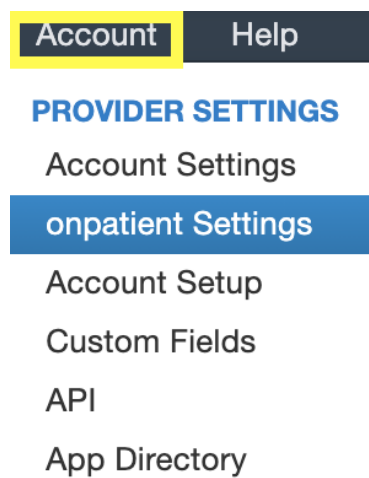 Account Help
PROVIDER SETTINGS
Account Settings
onpatient Settings
Account Setup
Custom Fields
API
App Directory